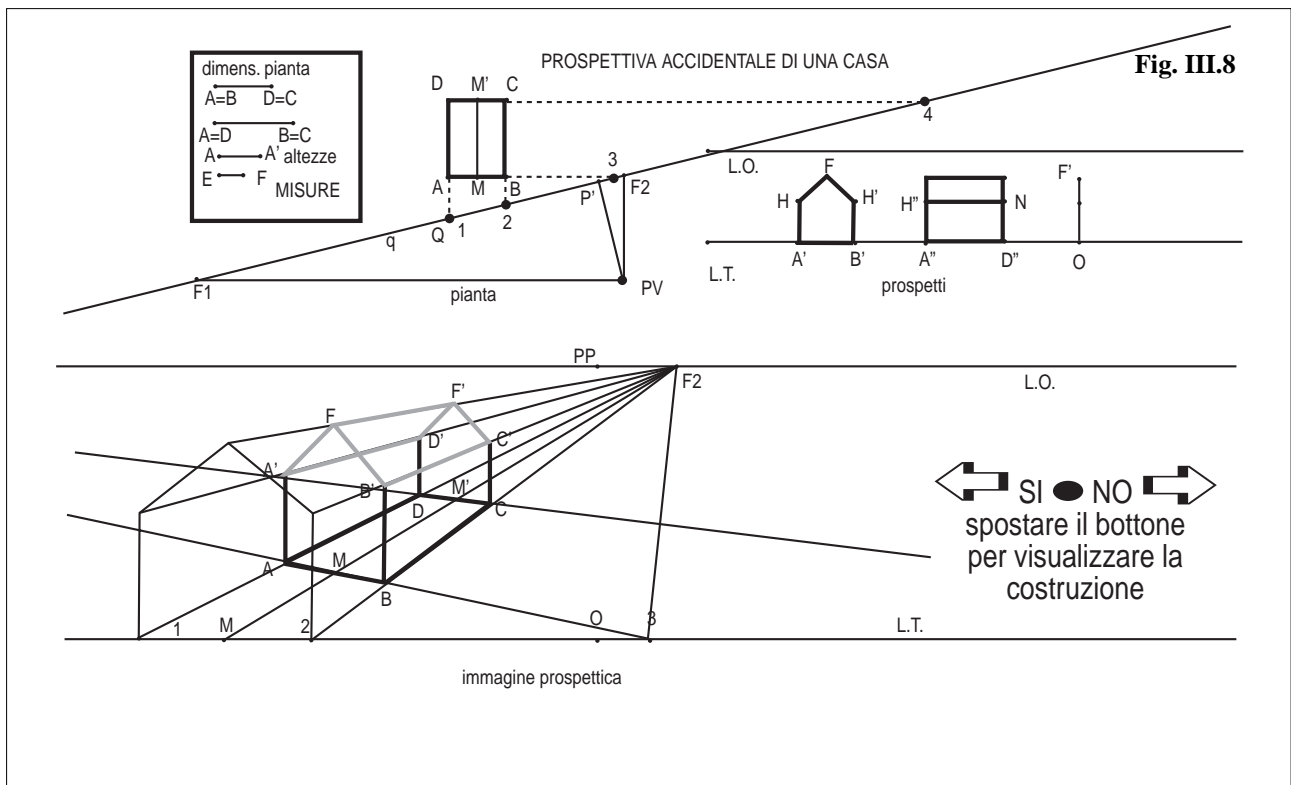 PROSPETTIVA ACCIDENTALE DI UNA CASA
Fig. III.8
dimens. pianta
A=B D=C
A=D B=C
A A' altezze
E F
MISURE
D M' C
4
A M B
3
P' F2
Q 1 2
q
F1
PV
pianta
L.O.
F
F'
H H' H" N
A' B' A" D" O
L.T.
prospetti
PP
F2
L.O.
F F'
A' D' C'
B' M'
D C
A M
B
1 M 2 O 3
L.T.
immagine prospettica
SI NO
spostare il bottone
per visualizzare la
costruzione